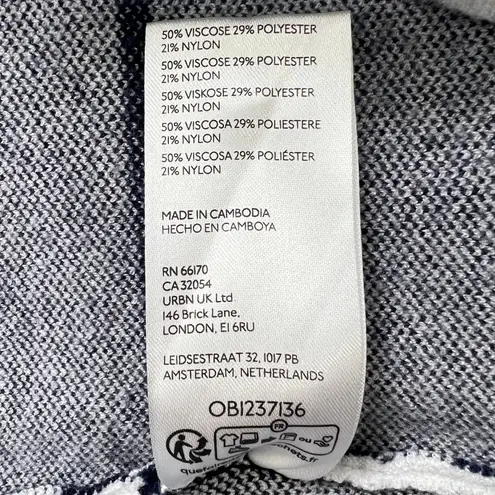 50% VISCOSE 29% POLYESTER
21% NYLON
50% VISCOSE 29% POLYESTER
21% NYLON
50% VISKOSE 29% POLYESTER
21% NYLON
50% VISCOSA 29% POLIESTERE
21% NYLON
50% VISCOSA 29% POLIÉSTER
21% NYLON
MADE IN CAMBODIA
HECHO EN CAMBOYA
RN 66170
CA 32054
URBN UK Ltd
146 Brick Lane,
LONDON, E1 6RU
LEIDSESTRAAT 32, 1017 PB
AMSTERDAM, NETHERLANDS
OB1237136
FR
ou